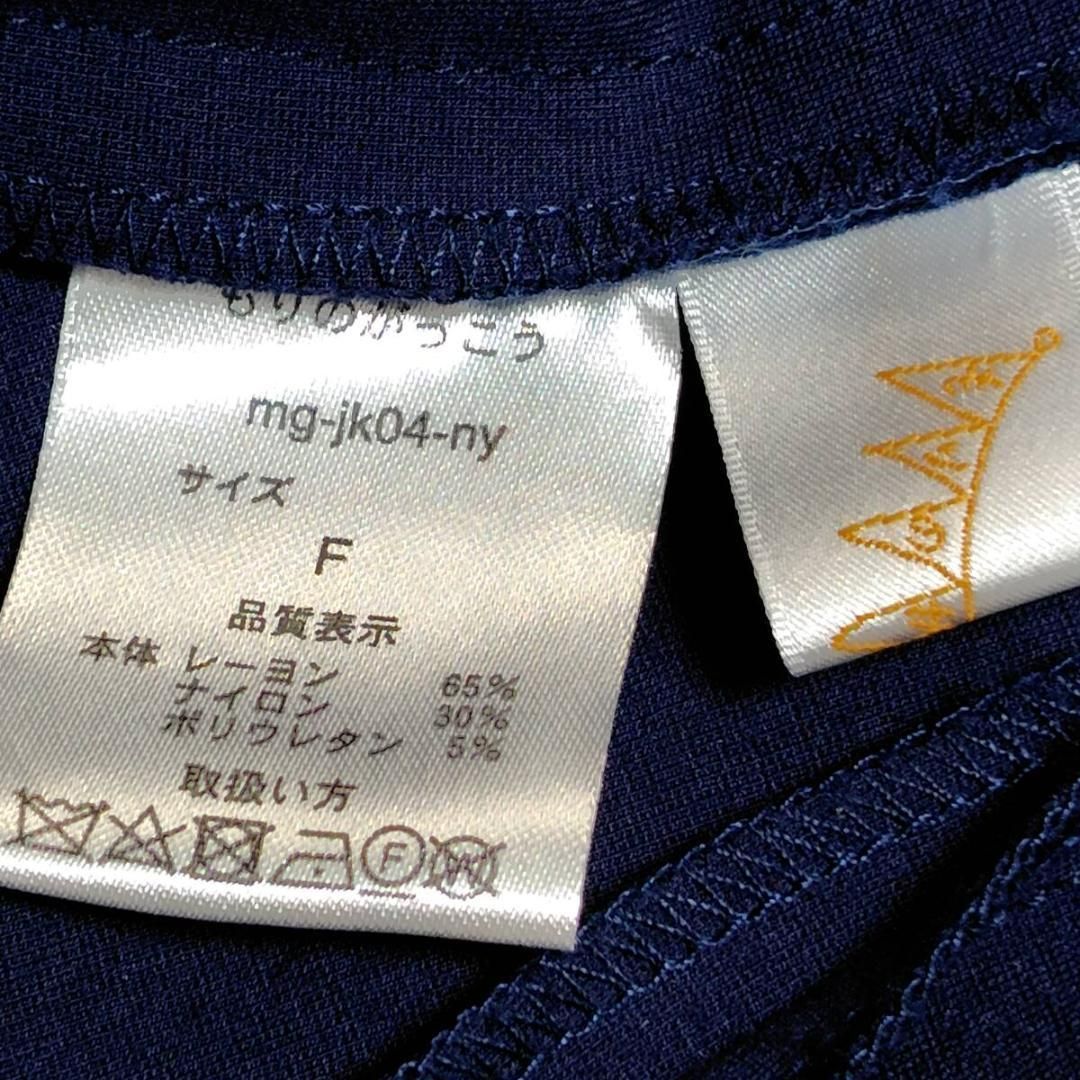 もりのがっこう
mg-jk04-ny
サイズ
F
品質表示
本体 レーヨン 65%
ナイロン 30%
ポリウレタン 5%
取扱い方
F W